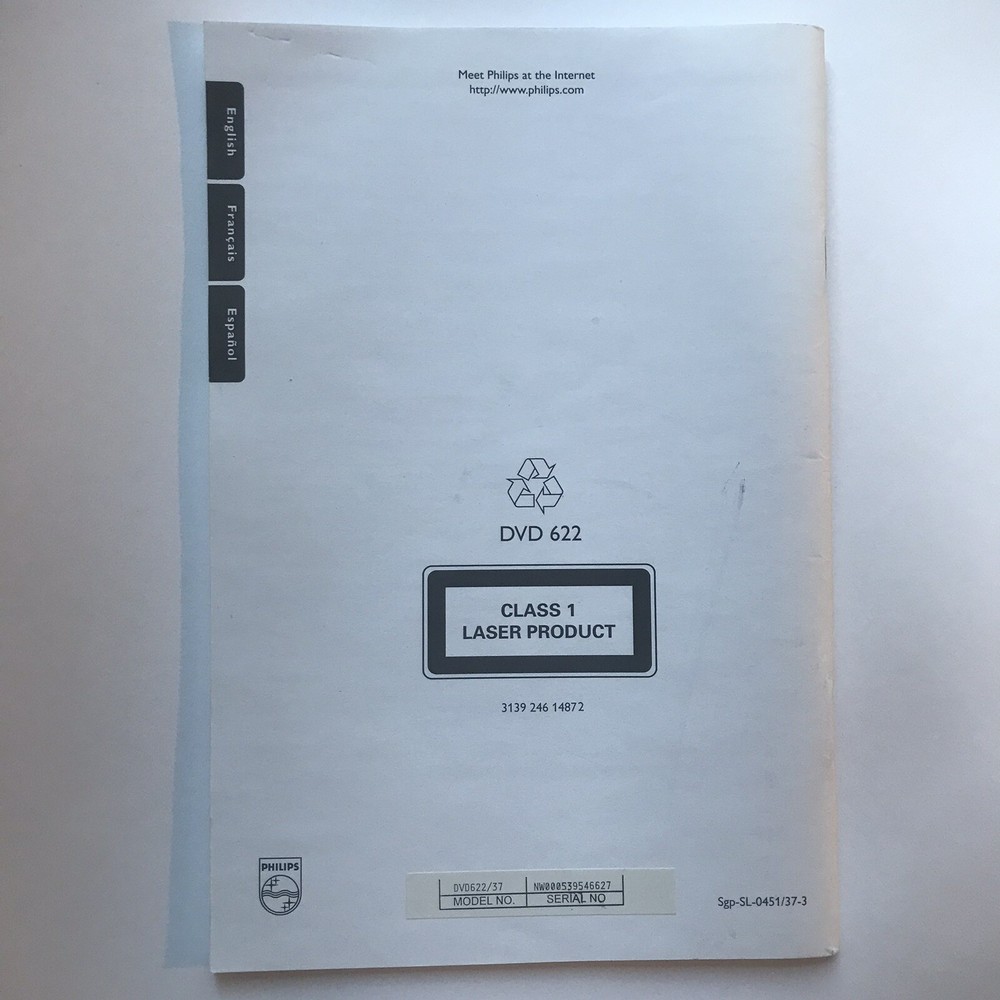 Meet Philips at the Internet
http://www.philips.com
English
Français
Español
DVD 622
CLASS 1
LASER PRODUCT
3139 246 14872
PHILIPS
DVD622/37 NW000539546627
MODEL NO. SERIAL NO
Sgp-SL-0451/37-3